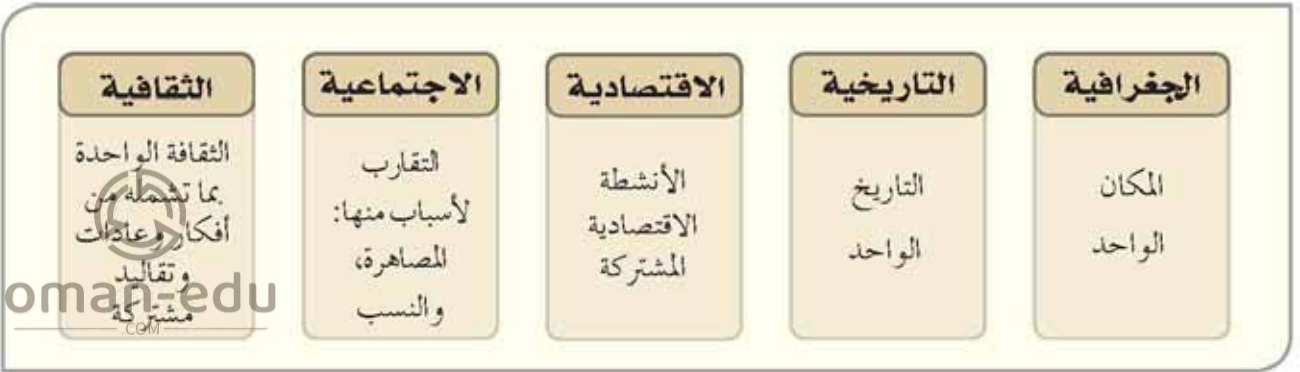 الجغرافية
المكان
الواحد
التاريخية
التاريخ
الواحد
الاقتصادية
الأنشطة
الاقتصادية
المشتركة
الاجتماعية
التقارب
لأسباب منها:
المصاهرة،
والنسب
الثقافية
الثقافة الواحدة
بما تشمله من
أفكار وعادات
وتقاليد
مشتركة
oman-edu
.COM